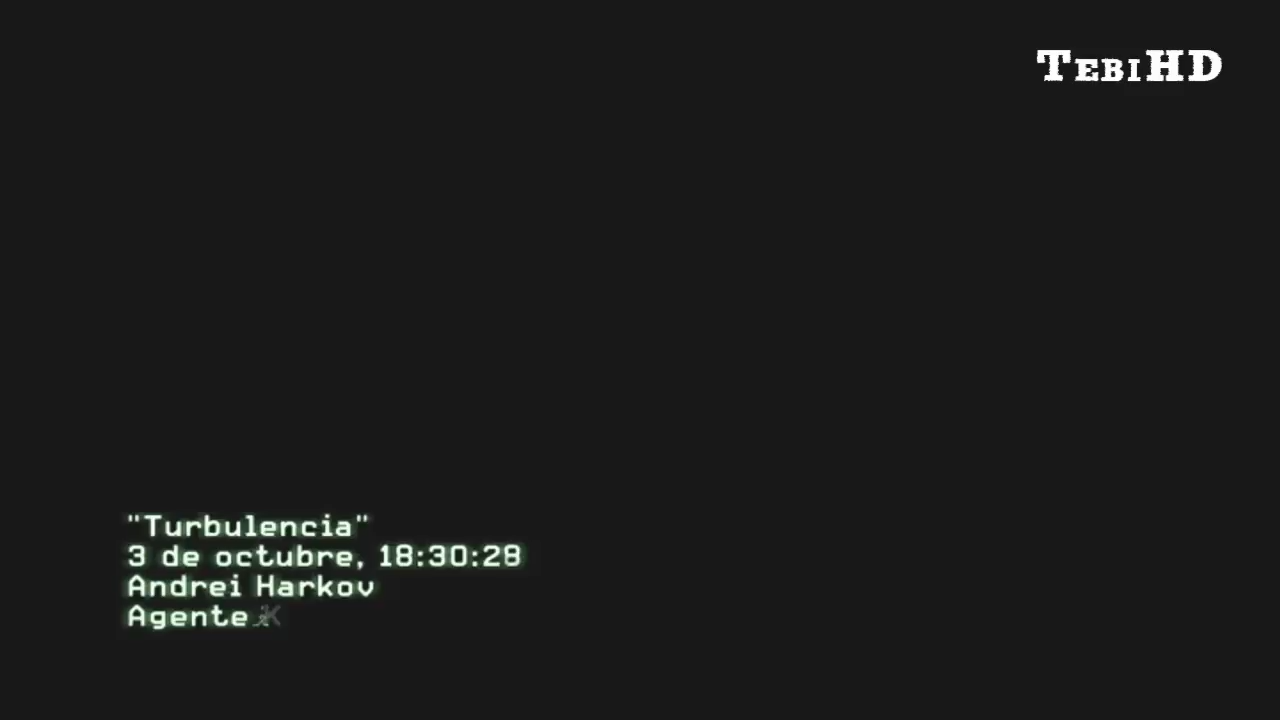 TEBIHD
"Turbulencia"
3 de octubre, 18:30:28
Andrei Harkov
Agente